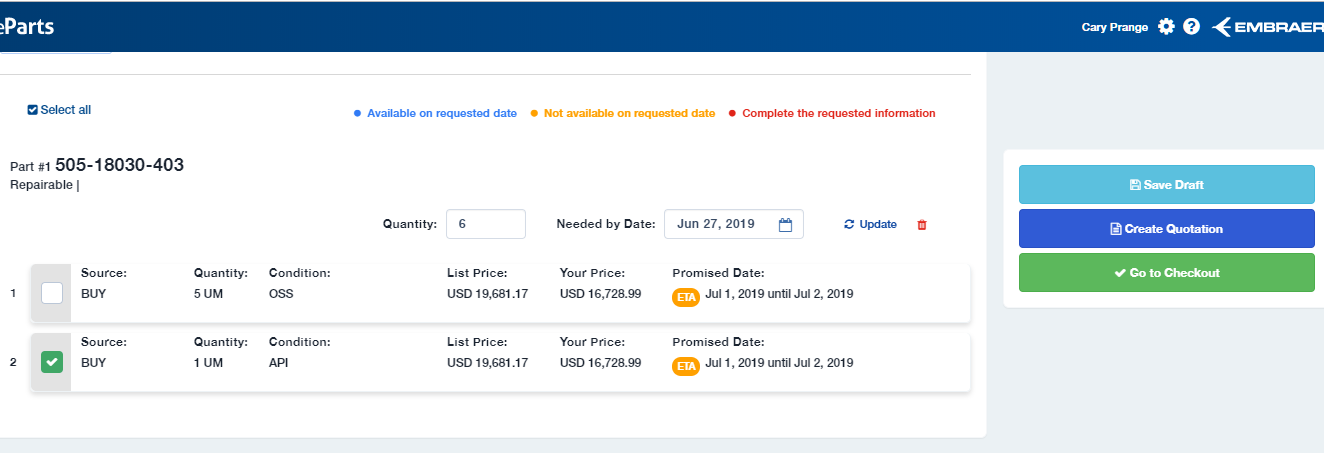 eParts
Cary Prange
EMBRAER
Select all
Available on requested date
Not available on requested date
Complete the requested information
Part #1 505-18030-403
Repairable |
Quantity: 6
Needed by Date: Jun 27, 2019
Update
Save Draft
Create Quotation
Go to Checkout
Source: Quantity: Condition: List Price: Your Price: Promised Date:
1 BUY 5 UM OSS USD 19,681.17 USD 16,728.99 ETA Jul 1, 2019 until Jul 2, 2019
Source: Quantity: Condition: List Price: Your Price: Promised Date:
2 BUY 1 UM API USD 19,681.17 USD 16,728.99 ETA Jul 1, 2019 until Jul 2, 2019